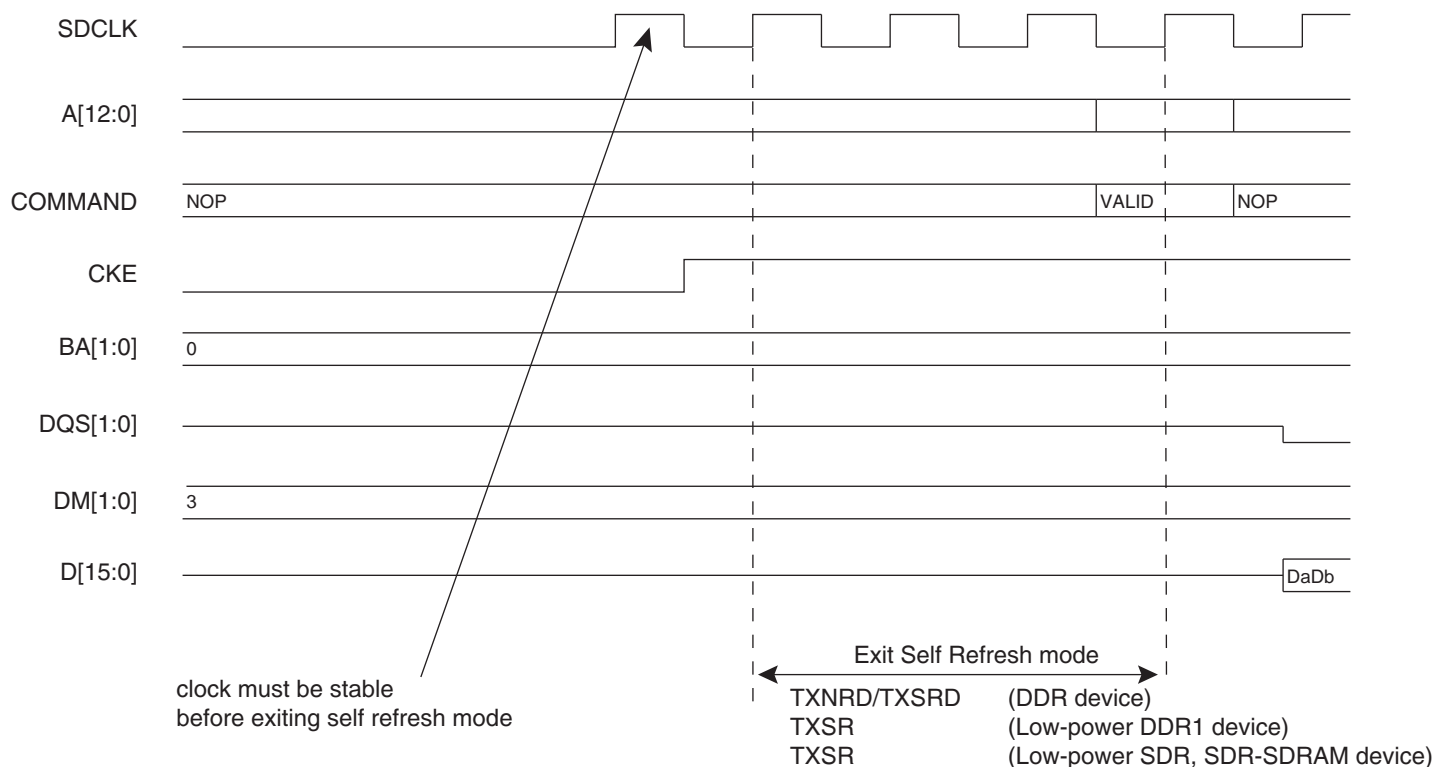 SDCLK
A[12:0]
COMMAND NOP VALID NOP
CKE
BA[1:0] 0
DQS[1:0]
DM[1:0] 3
D[15:0] DaDb
Exit Self Refresh mode
clock must be stable
before exiting self refresh mode
TXNRD/TXSRD (DDR device)
TXSR (Low-power DDR1 device)
TXSR (Low-power SDR, SDR-SDRAM device)